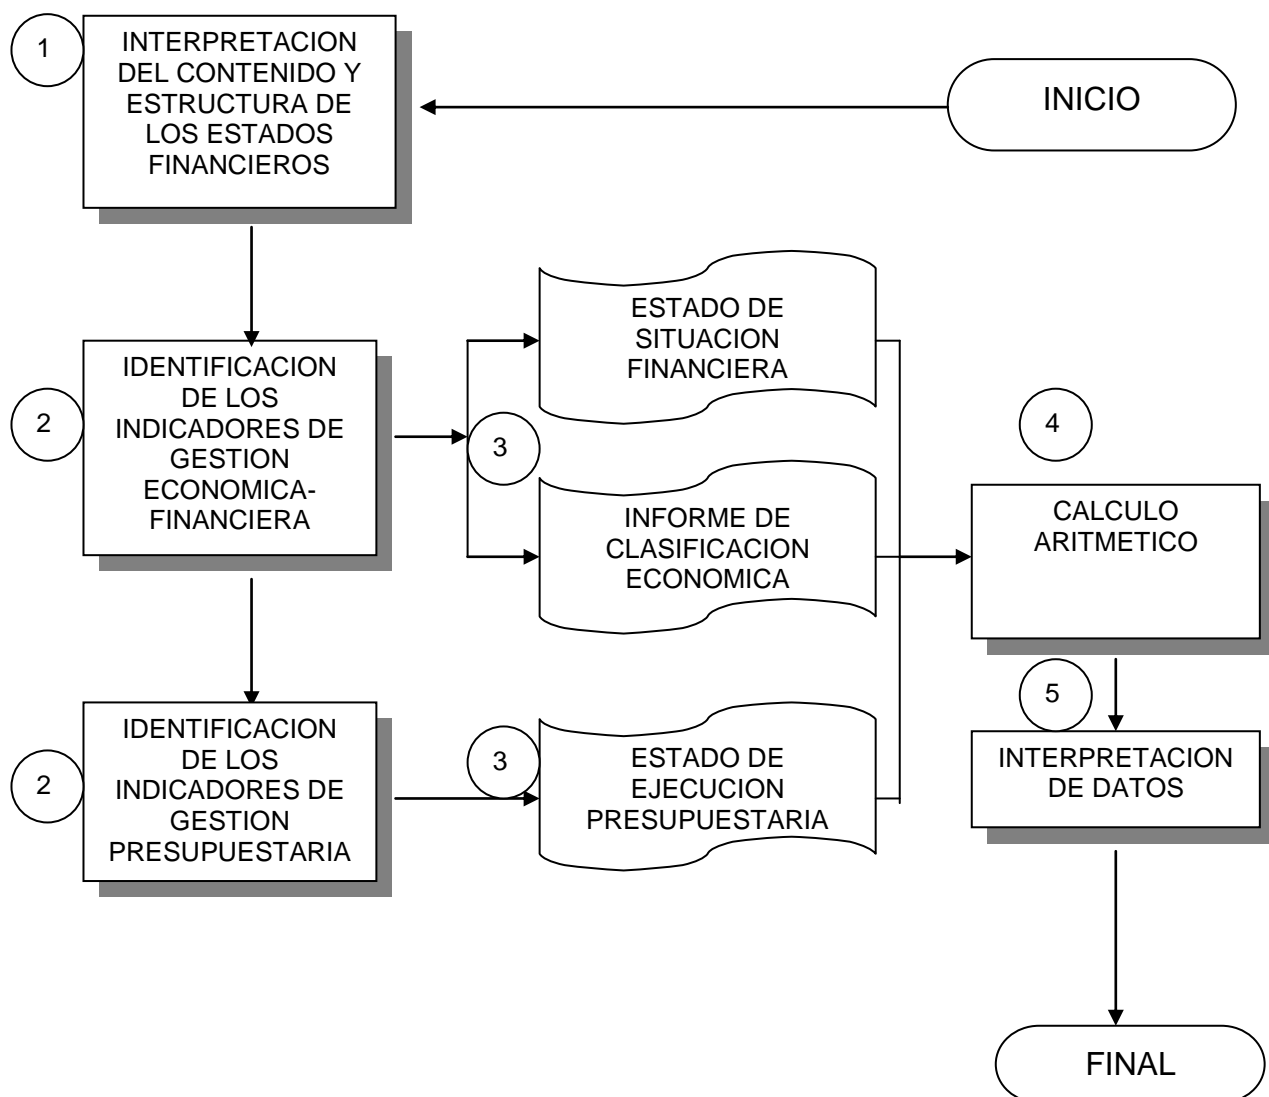 1
INTERPRETACION
DEL CONTENIDO Y
ESTRUCTURA DE
LOS ESTADOS
FINANCIEROS
INICIO
2
IDENTIFICACION
DE LOS
INDICADORES DE
GESTION
ECONOMICA-
FINANCIERA
3
ESTADO DE
SITUACION
FINANCIERA
INFORME DE
CLASIFICACION
ECONOMICA
4
CALCULO
ARITMETICO
2
IDENTIFICACION
DE LOS
INDICADORES DE
GESTION
PRESUPUESTARIA
3
ESTADO DE
EJECUCION
PRESUPUESTARIA
5
INTERPRETACION
DE DATOS
FINAL